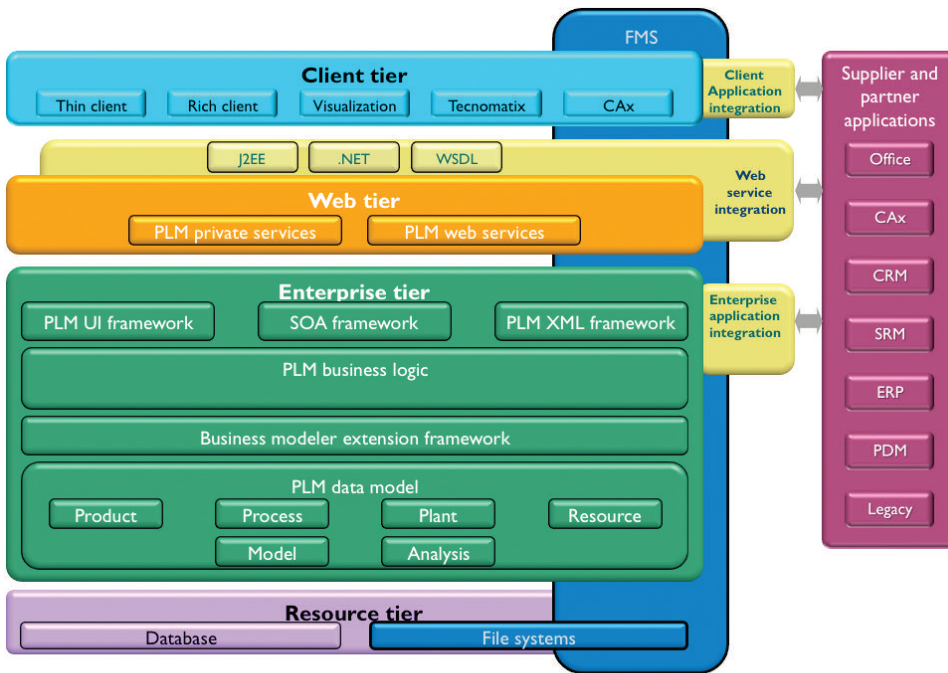 FMS
Client tier
Thin client
Rich client
Visualization
Tecnomatix
CAx
Client
Application
integration
Supplier and
partner
applications
Office
CAx
CRM
SRM
ERP
PDM
Legacy
J2EE
.NET
WSDL
Web
service
integration
Web tier
PLM private services
PLM web services
Enterprise tier
PLM UI framework
SOA framework
PLM XML framework
Enterprise
application
integration
PLM business logic
Business modeler extension framework
PLM data model
Product
Process
Plant
Resource
Model
Analysis
Resource tier
Database
File systems